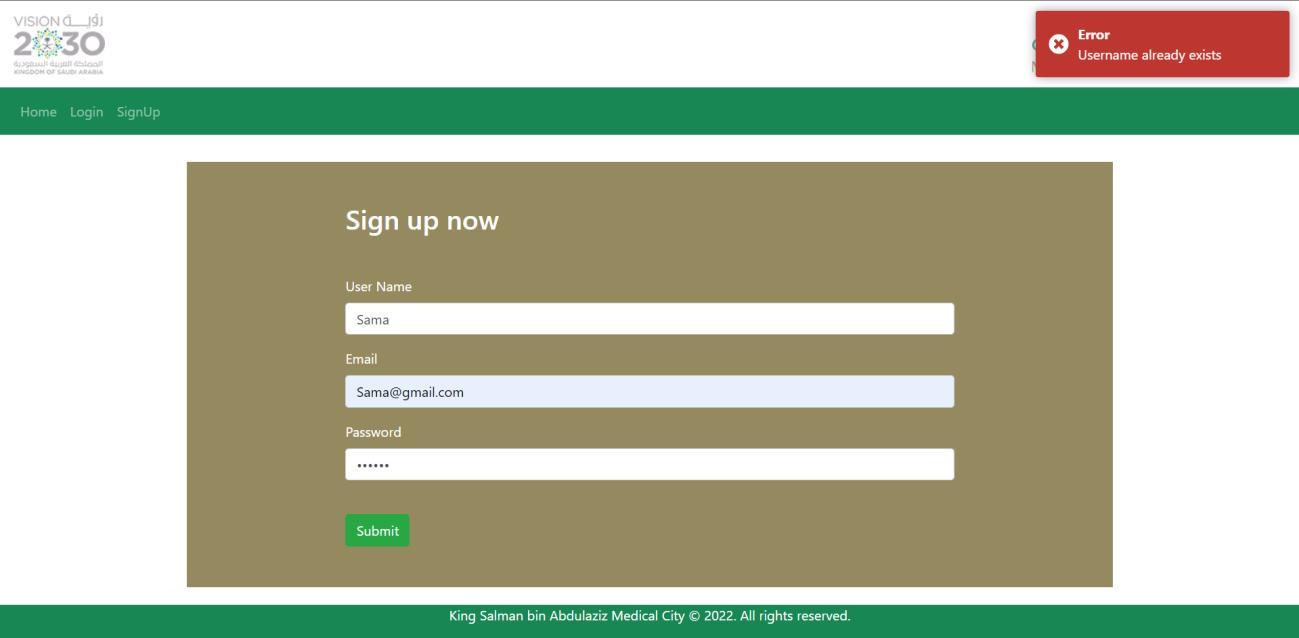 VISION رؤيــة
2030
المملكة العربية السعودية
KINGDOM OF SAUDI ARABIA
Error
Username already exists
Home Login SignUp
Sign up now
User Name
Sama
Email
Sama@gmail.com
Password
••••••
Submit
King Salman bin Abdulaziz Medical City © 2022. All rights reserved.